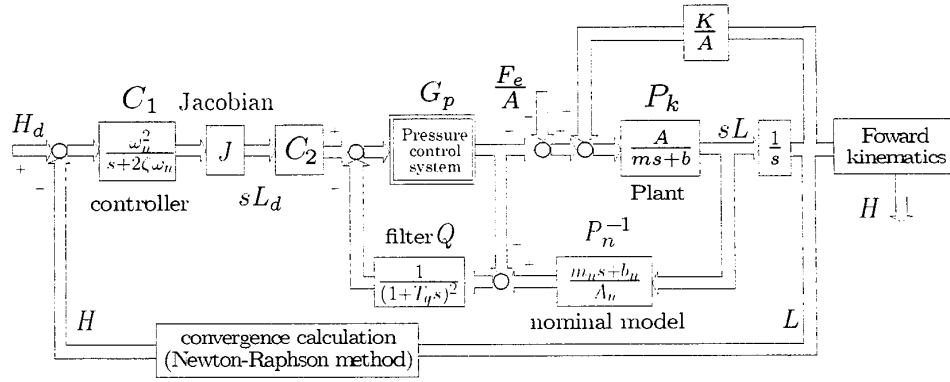 K
A
F_e
A
C_1
Jacobian
G_p
P_k
H_d
+
−
ω_n^2
s+2ζω_n
J
C_2
+
−
Pressure
control
system
−
−
−
A
ms+b
sL
1
s
Foward
kinematics
controller
sL_d
Plant
H
filter Q
P_n^{-1}
1
(1+T_q s)^2
−
+
m_n s+b_n
A_n
nominal model
H
L
convergence calculation
(Newton-Raphson method)